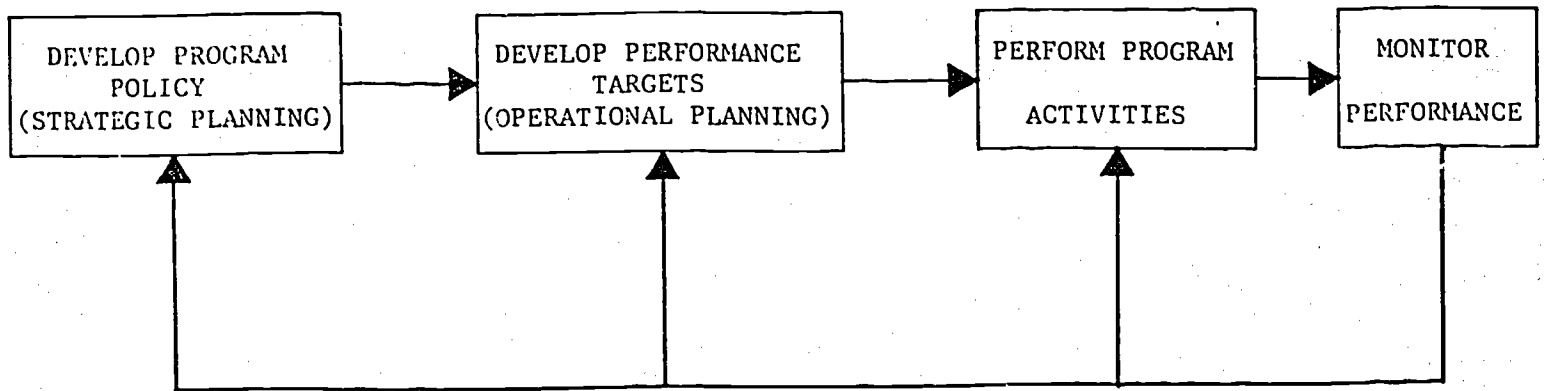 DEVELOP PROGRAM
POLICY
(STRATEGIC PLANNING)
DEVELOP PERFORMANCE
TARGETS
(OPERATIONAL PLANNING)
PERFORM PROGRAM
ACTIVITIES
MONITOR
PERFORMANCE